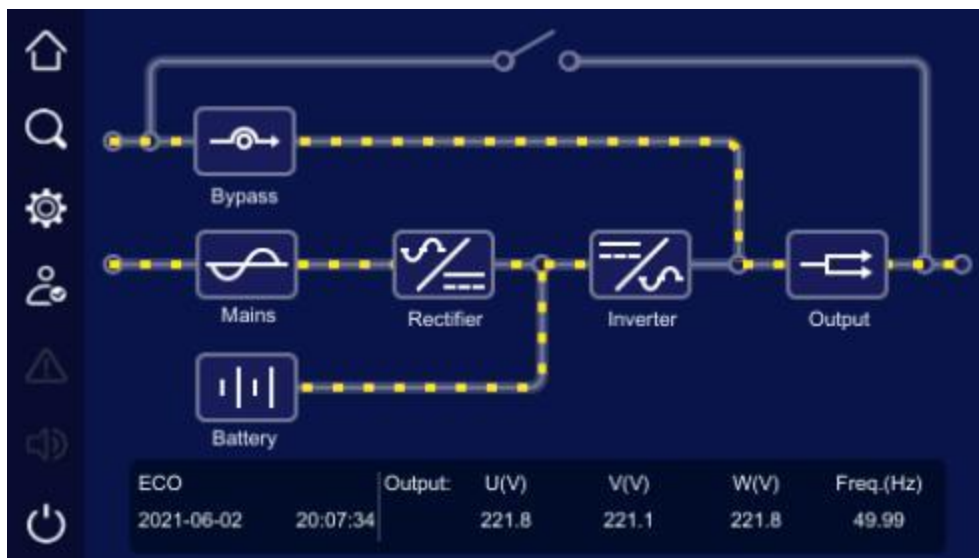 Bypass
Mains
Rectifier
Inverter
Output
Battery
ECO Output: U(V) V(V) W(V) Freq.(Hz)
2021-06-02 20:07:34 221.8 221.1 221.8 49.99